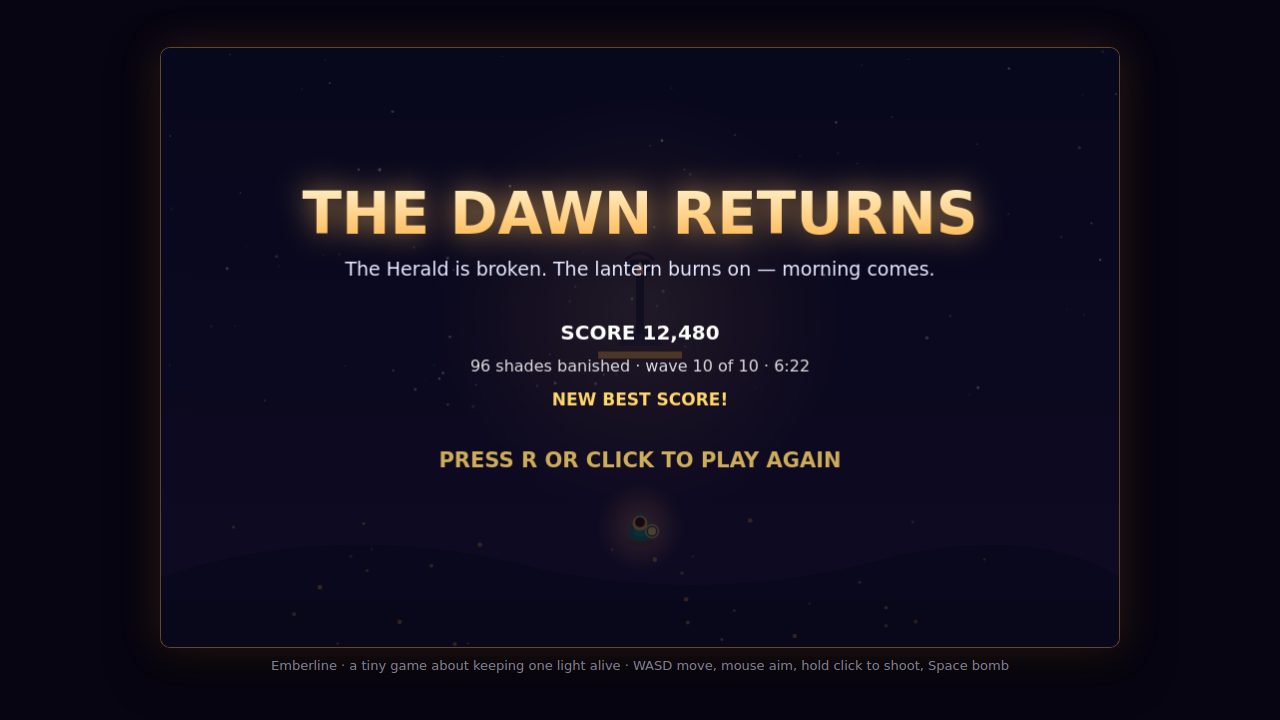 THE DAWN RETURNS
The Herald is broken. The lantern burns on — morning comes.
SCORE 12,480
96 shades banished · wave 10 of 10 · 6:22
NEW BEST SCORE!
PRESS R OR CLICK TO PLAY AGAIN
Emberline · a tiny game about keeping one light alive · WASD move, mouse aim, hold click to shoot, Space bomb